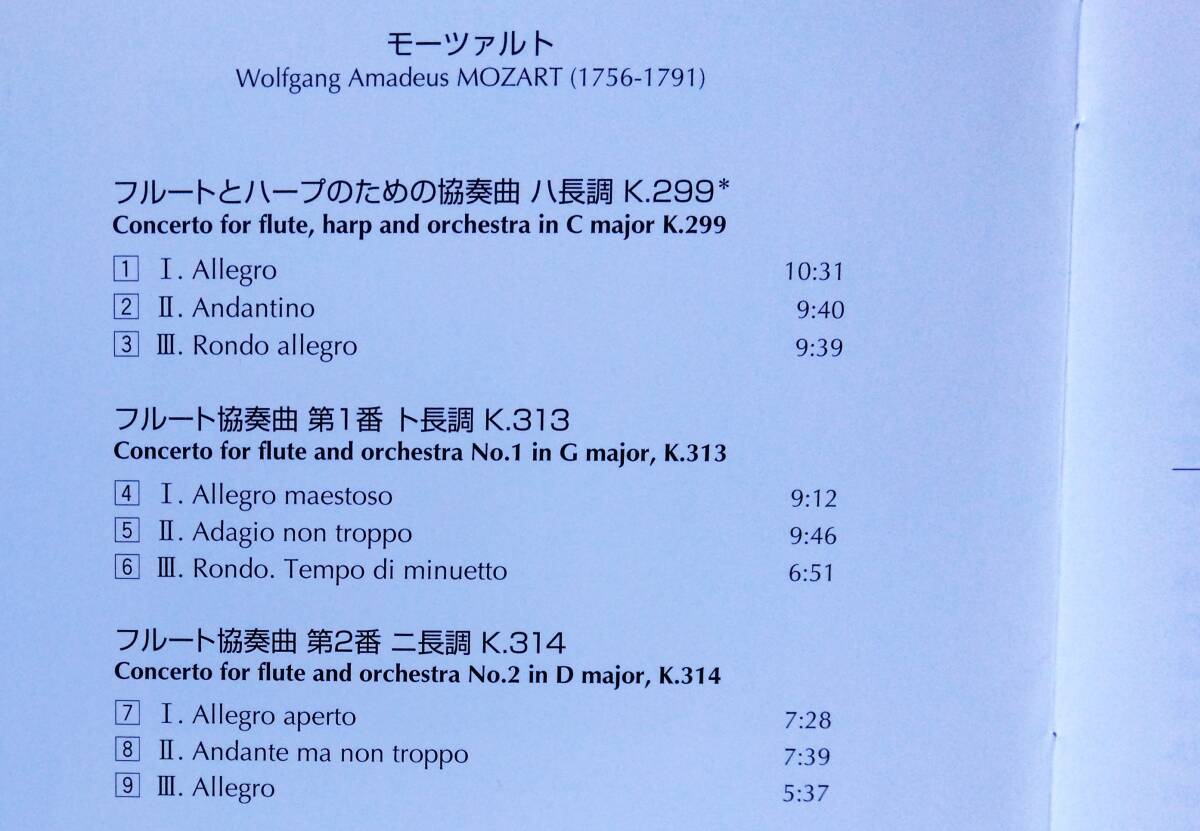 モーツァルト
Wolfgang Amadeus MOZART (1756-1791)
フルートとハープのための協奏曲 ハ長調 K.299*
Concerto for flute, harp and orchestra in C major K.299
1 Ⅰ. Allegro 10:31
2 Ⅱ. Andantino 9:40
3 Ⅲ. Rondo allegro 9:39
フルート協奏曲 第1番 ト長調 K.313
Concerto for flute and orchestra No.1 in G major, K.313
4 Ⅰ. Allegro maestoso 9:12
5 Ⅱ. Adagio non troppo 9:46
6 Ⅲ. Rondo. Tempo di minuetto 6:51
フルート協奏曲 第2番 ニ長調 K.314
Concerto for flute and orchestra No.2 in D major, K.314
7 Ⅰ. Allegro aperto 7:28
8 Ⅱ. Andante ma non troppo 7:39
9 Ⅲ. Allegro 5:37